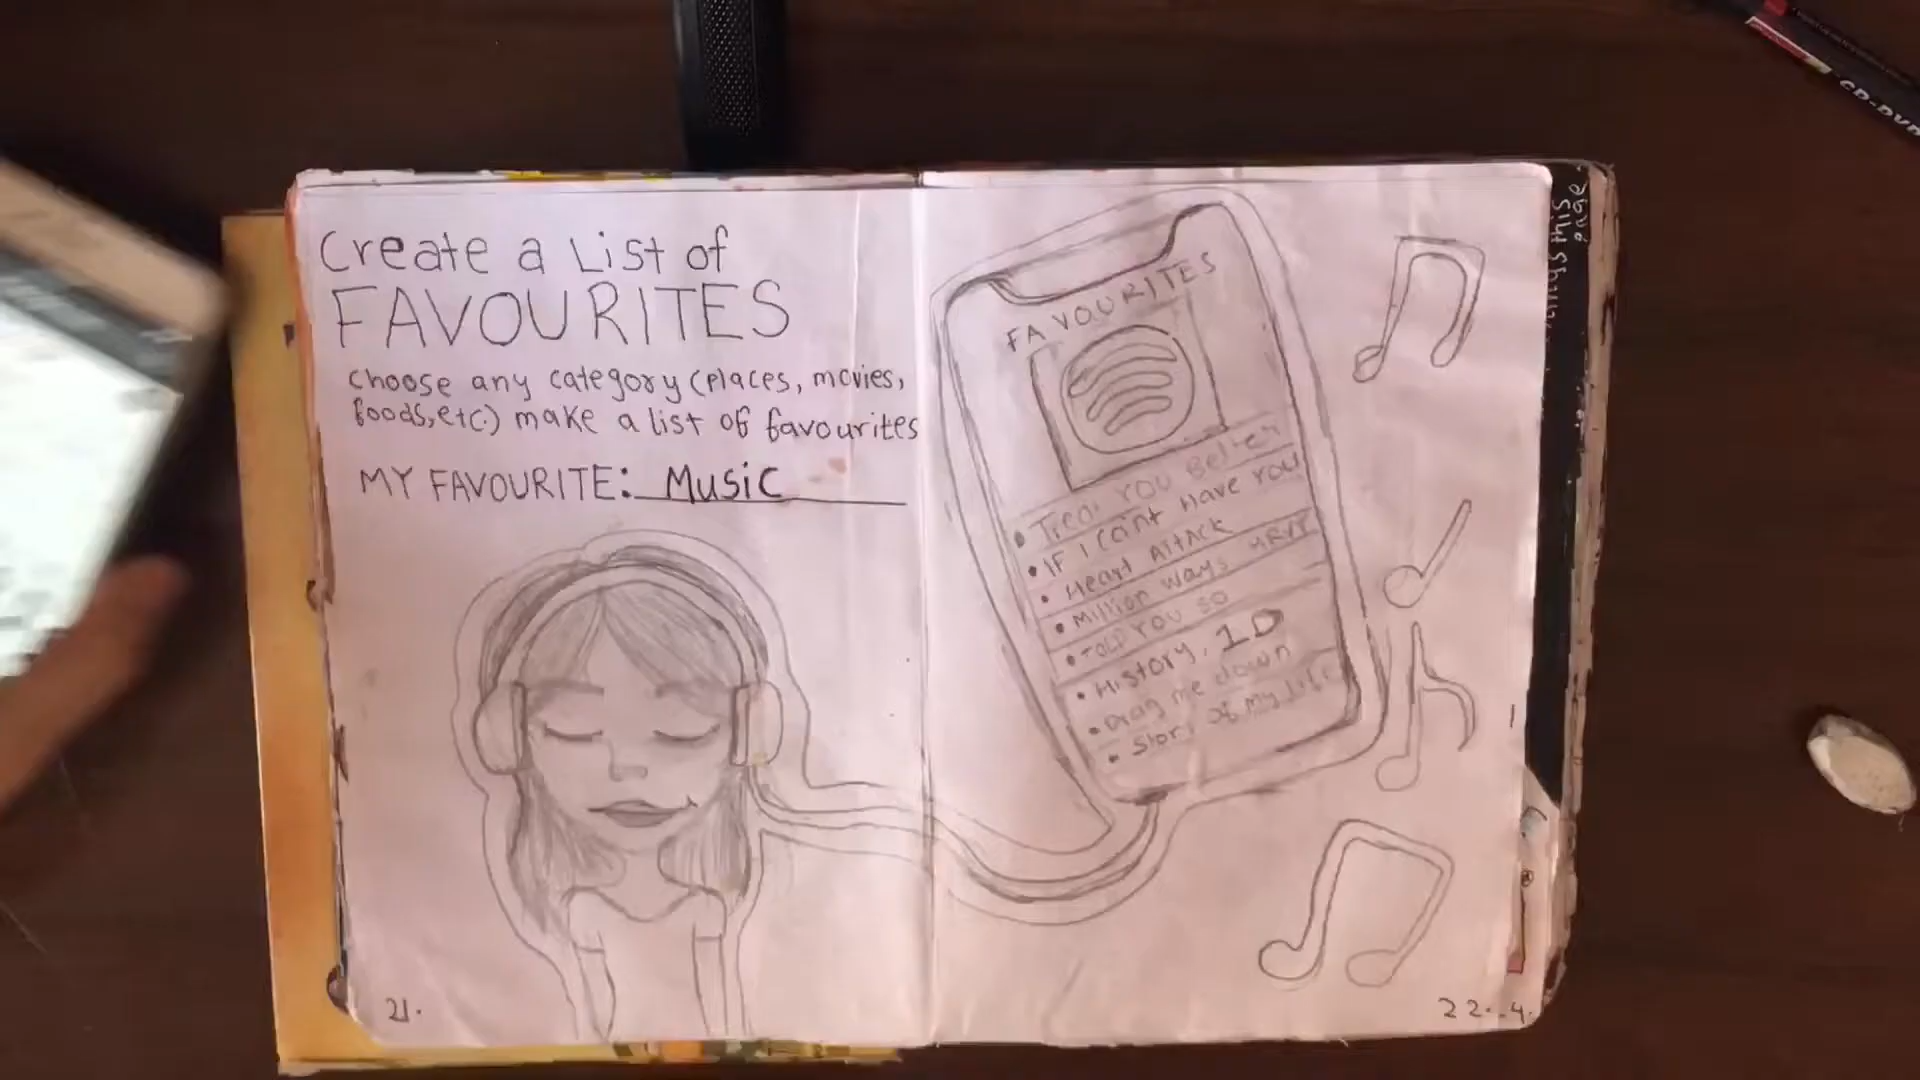 Create a List of
FAVOURITES
choose any category (places, movies,
foods, etc.) make a list of favourites
MY FAVOURITE: Music
21.
FAVOURITES
• Treat YOU Better
• IF I can't Have YOU
• Heart Attack
• Million ways HRVY
• TOLD YOU SO
• History, 1D
• Drag me down
• Story of my life
22.
CD-DVD